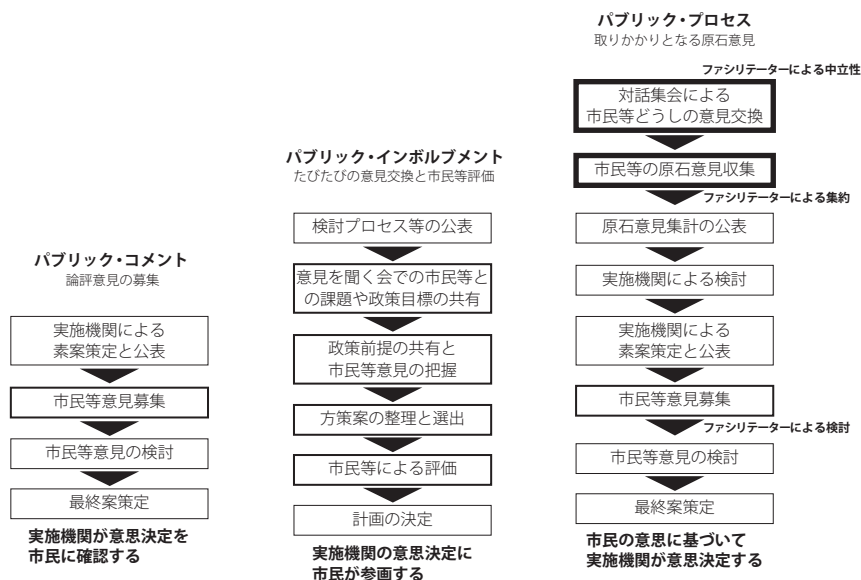 パブリック・コメント
論評意見の募集
実施機関による
素案策定と公表
市民等意見募集
市民等意見の検討
最終案策定
実施機関が意思決定を
市民に確認する
パブリック・インボルブメント
たびたびの意見交換と市民等評価
検討プロセス等の公表
意見を聞く会での市民等と
の課題や政策目標の共有
政策前提の共有と
市民等意見の把握
方策案の整理と選出
市民等による評価
計画の決定
実施機関の意思決定に
市民が参画する
パブリック・プロセス
取りかかりとなる原石意見
ファシリテーターによる中立性
対話集会による
市民等どうしの意見交換
市民等の原石意見収集
ファシリテーターによる集約
原石意見集計の公表
実施機関による検討
実施機関による
素案策定と公表
市民等意見募集
ファシリテーターによる検討
市民等意見の検討
最終案策定
市民の意思に基づいて
実施機関が意思決定する